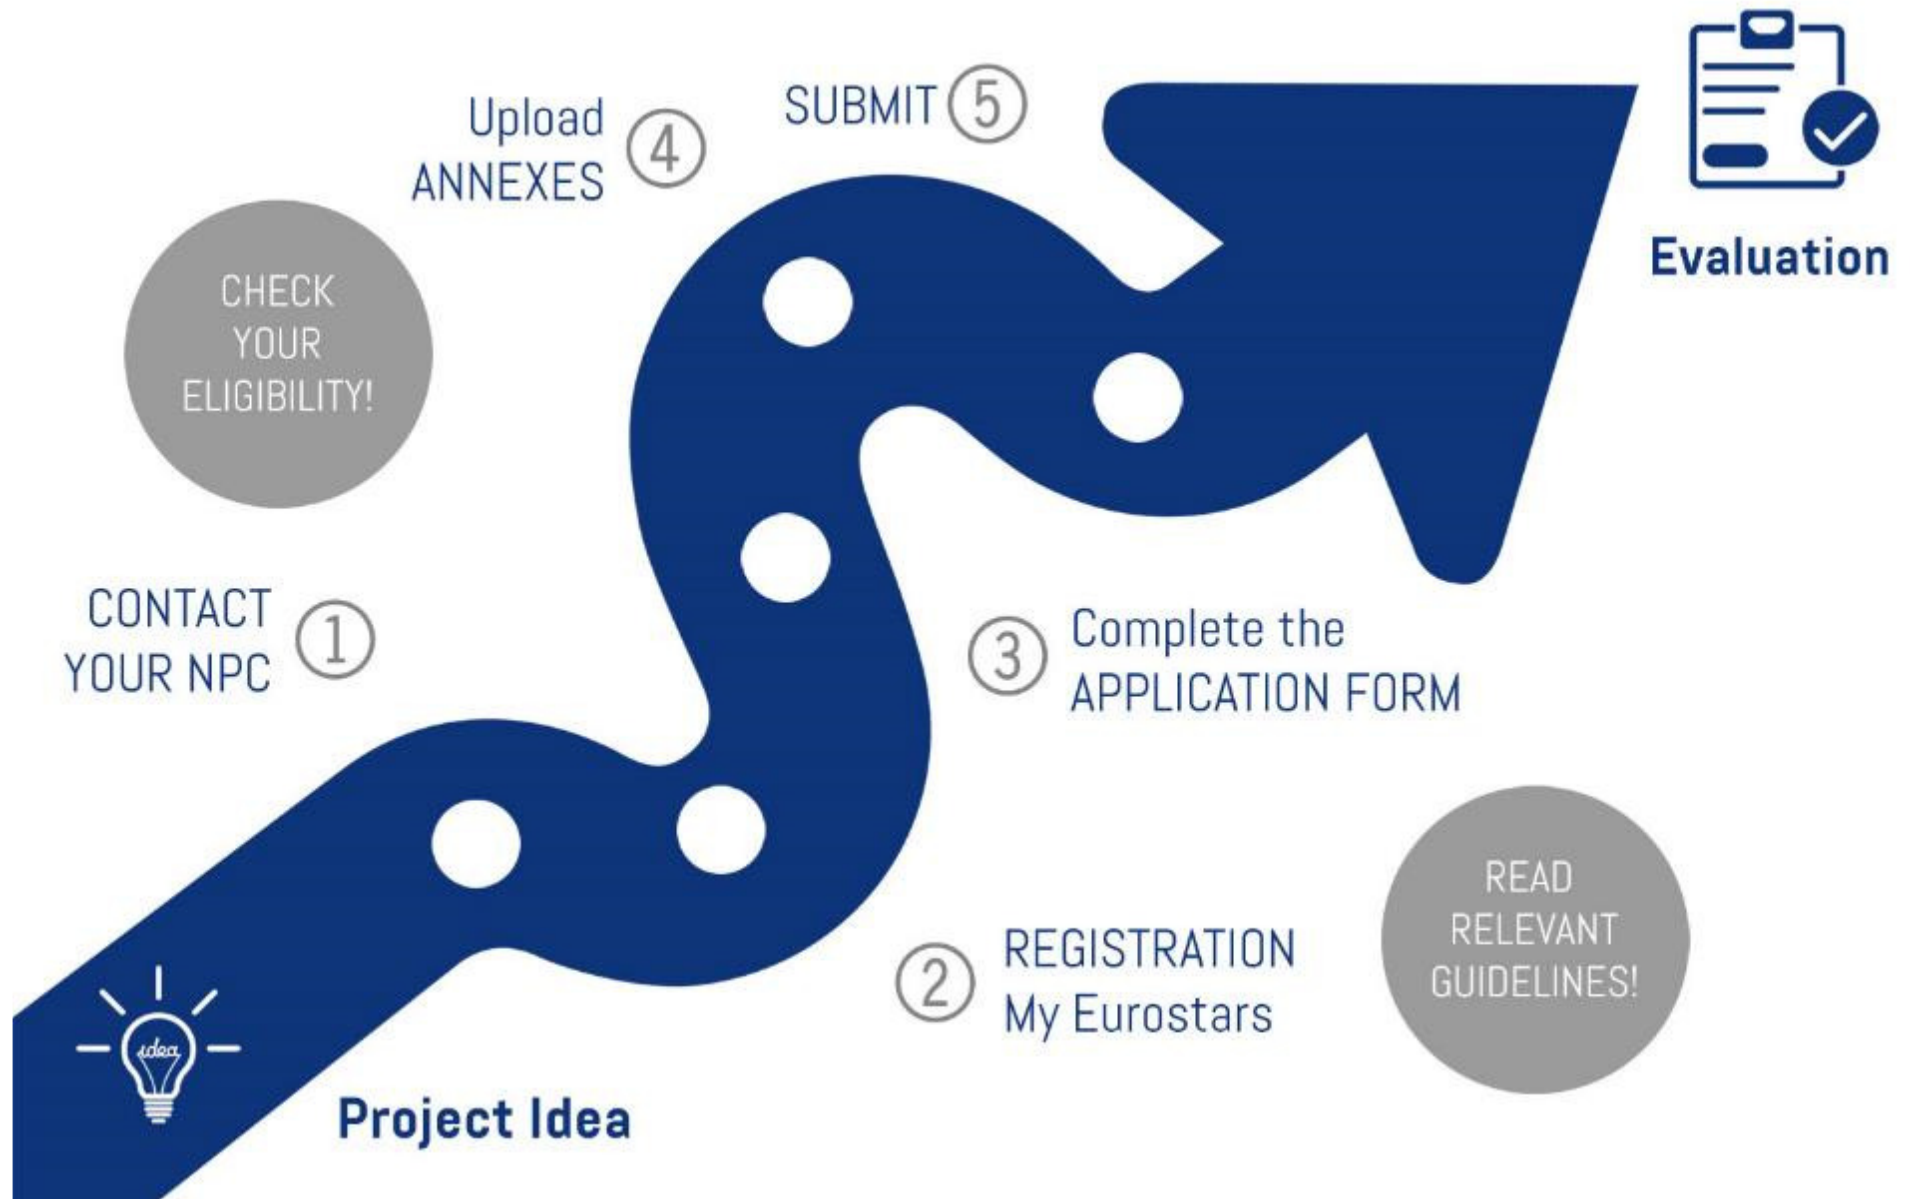 Upload
ANNEXES
4
SUBMIT
5
Evaluation
CHECK
YOUR
ELIGIBILITY!
CONTACT
YOUR NPC
1
3
Complete the
APPLICATION FORM
2
REGISTRATION
My Eurostars
READ
RELEVANT
GUIDELINES!
idea
Project Idea